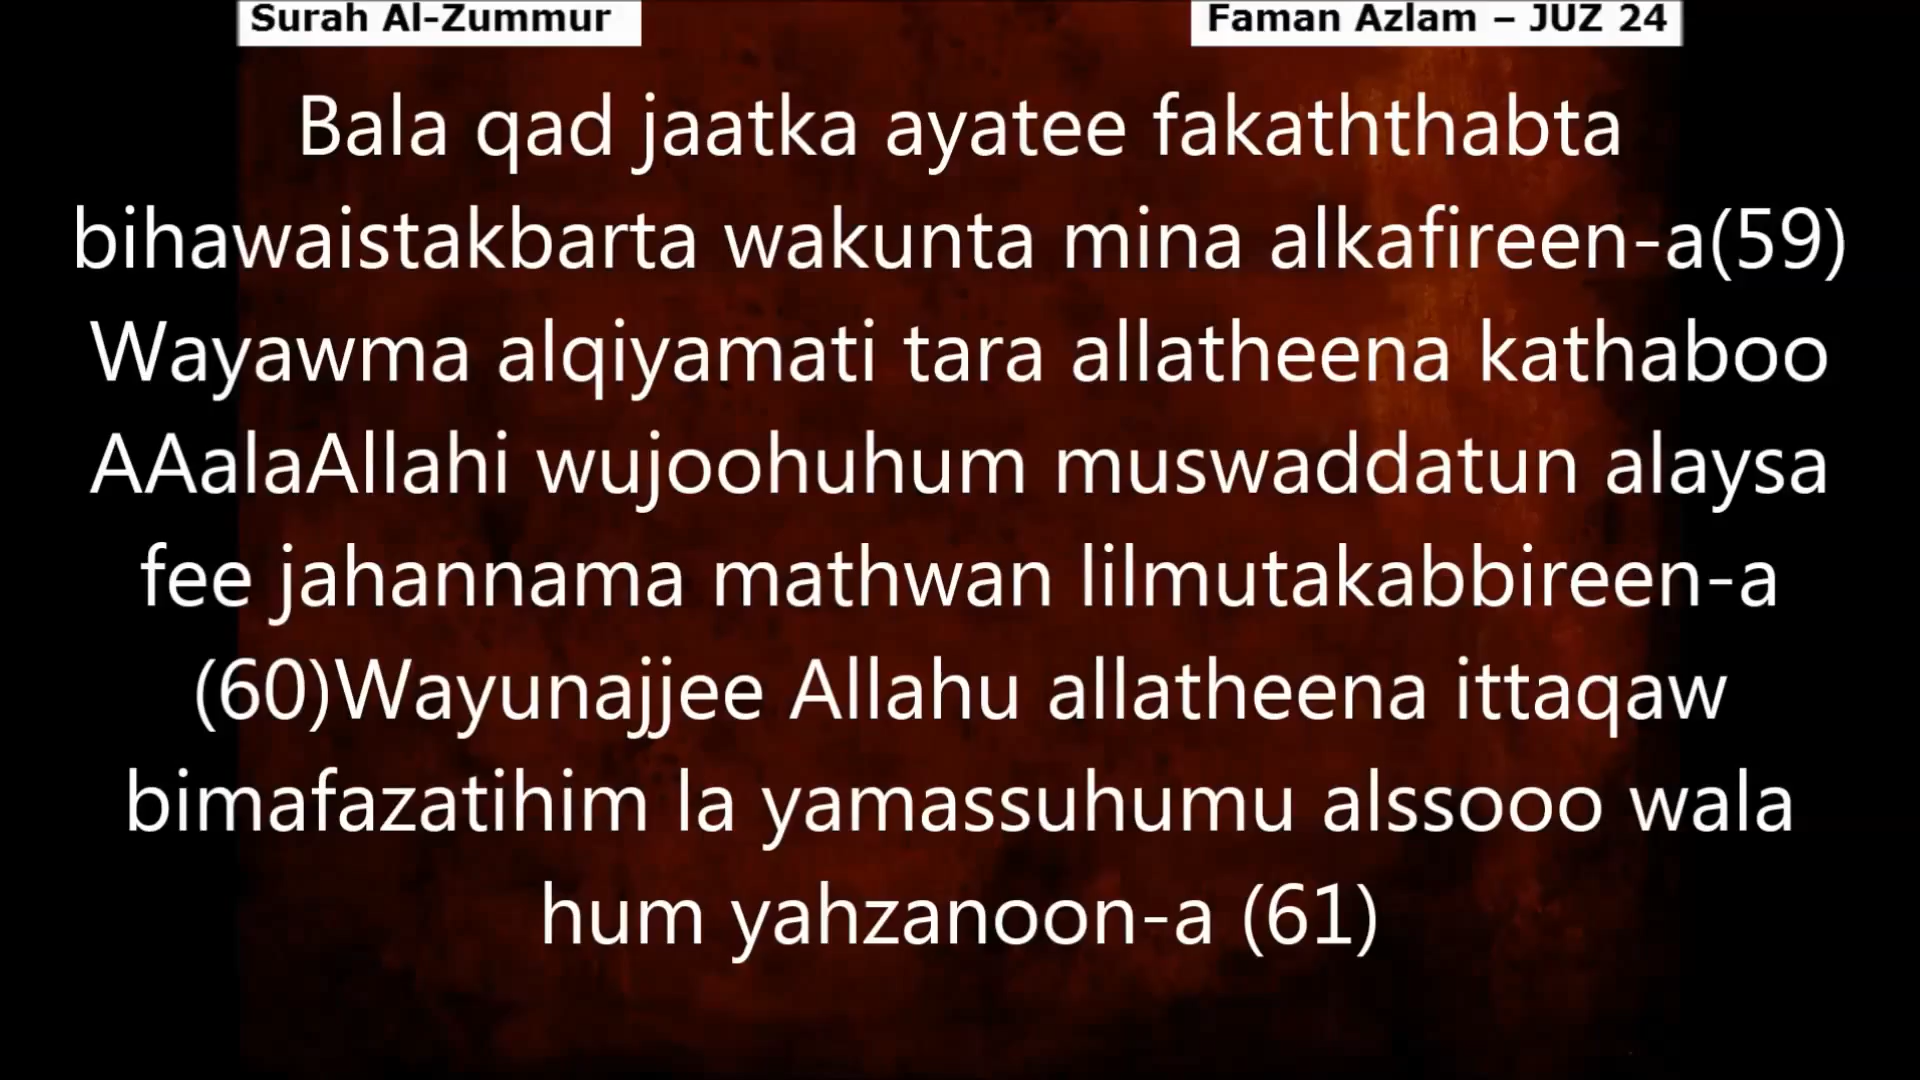 Surah Al-Zummur
Faman Azlam – JUZ 24
Bala qad jaatka ayatee fakaththabta
bihawaistakbarta wakunta mina alkafireen-a(59)
Wayawma alqiyamati tara allatheena kathaboo
AAalaAllahi wujoohuhum muswaddatun alaysa
fee jahannama mathwan lilmutakabbireen-a
(60)Wayunajjee Allahu allatheena ittaqaw
bimafazatihim la yamassuhumu alssooo wala
hum yahzanoon-a (61)